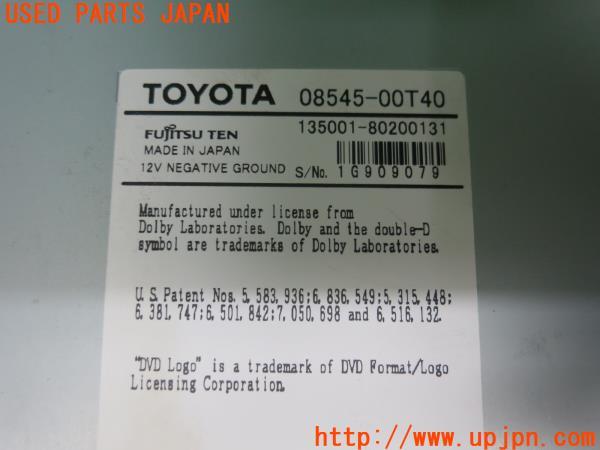 USED PARTS JAPAN
TOYOTA 08545-00T40
FUJITSU TEN 135001-80200131
MADE IN JAPAN
12V NEGATIVE GROUND S/No. 1G909079
Manufactured under license from
Dolby Laboratories. Dolby and the double-D
symbol are trademarks of Dolby Laboratories.
U.S. Patent Nos. 5,583,936;6,836,549;5,315,448;
6,381,747;6,501,842;7,050,698 and 6,516,132.
"DVD Logo" is a trademark of DVD Format/Logo
Licensing Corporation.
http://www.upjpn.com